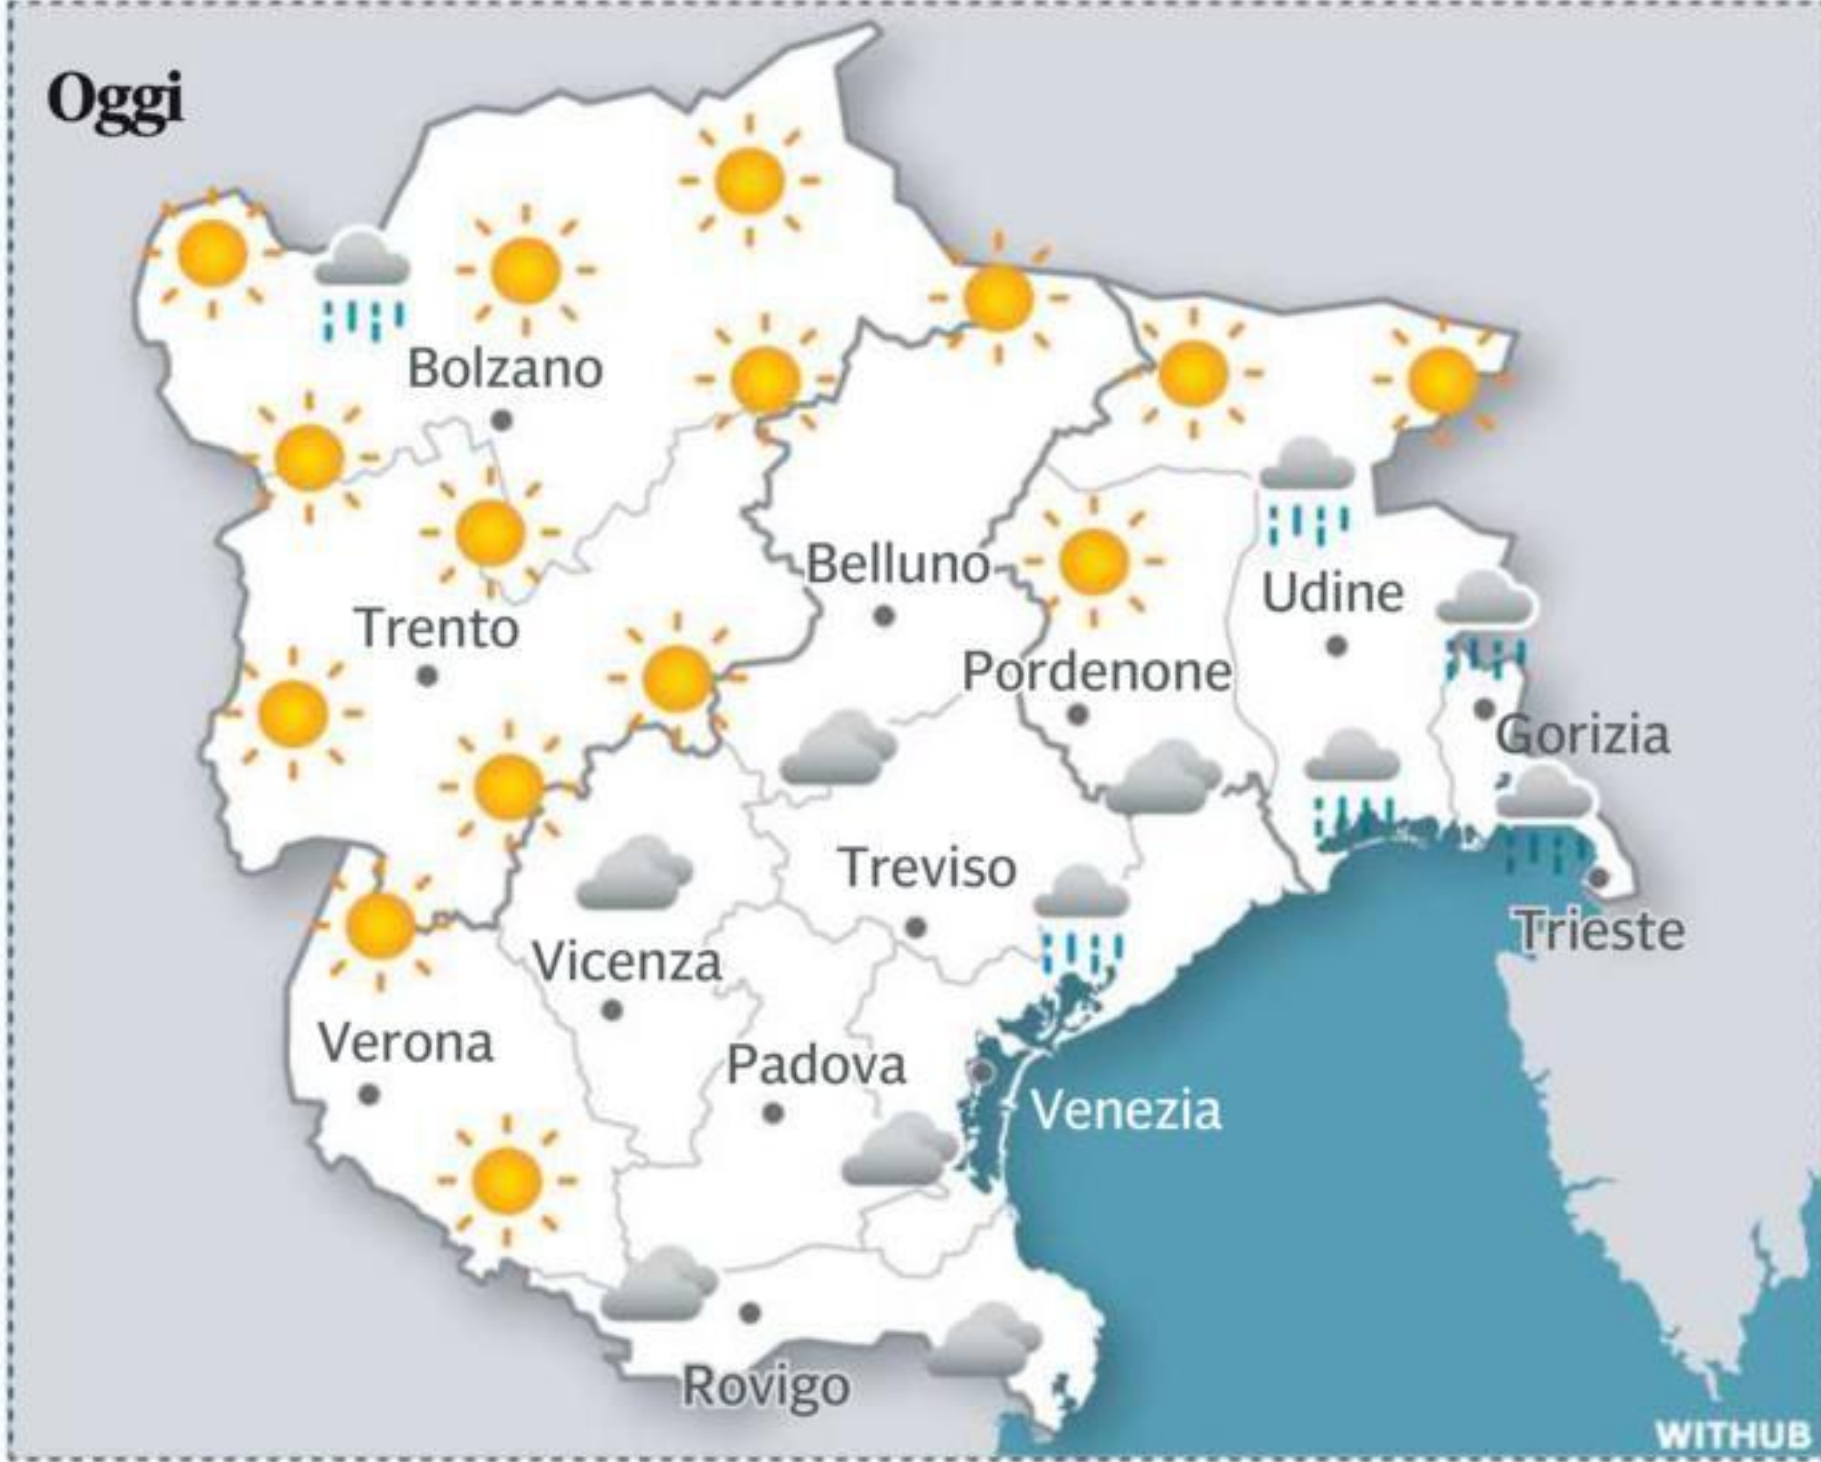 Oggi
Bolzano
Belluno
Udine
Trento
Pordenone
Gorizia
Treviso
Trieste
Vicenza
Verona
Padova
Venezia
Rovigo
WITHUB